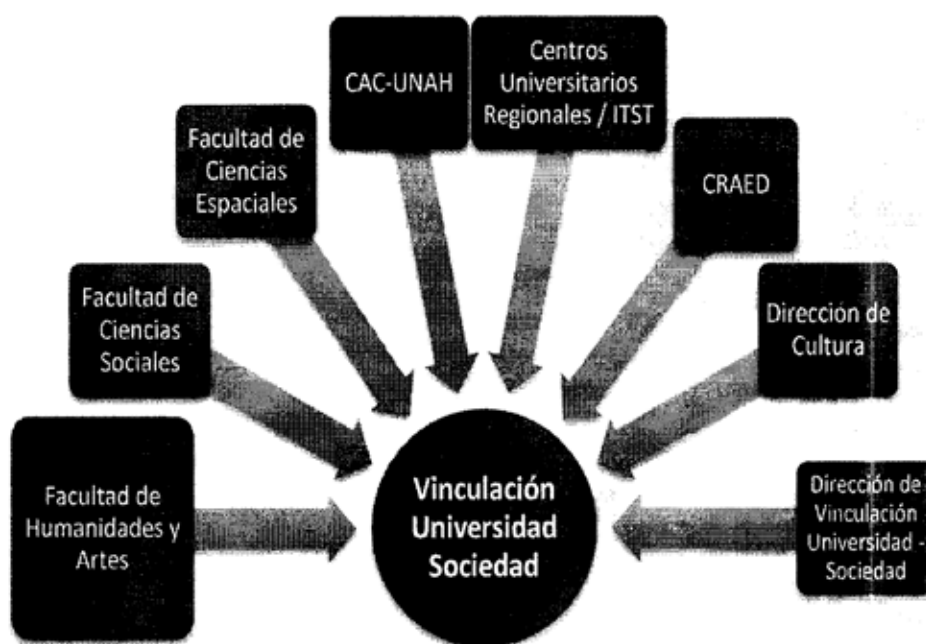 CAC-UNAH
Centros
Universitarios
Regionales / ITST
Facultad de
Ciencias
Espaciales
CRAED
Facultad de
Ciencias
Sociales
Dirección de
Cultura
Facultad de
Humanidades y
Artes
Vinculación
Universidad
Sociedad
Dirección de
Vinculación
Universidad -
Sociedad